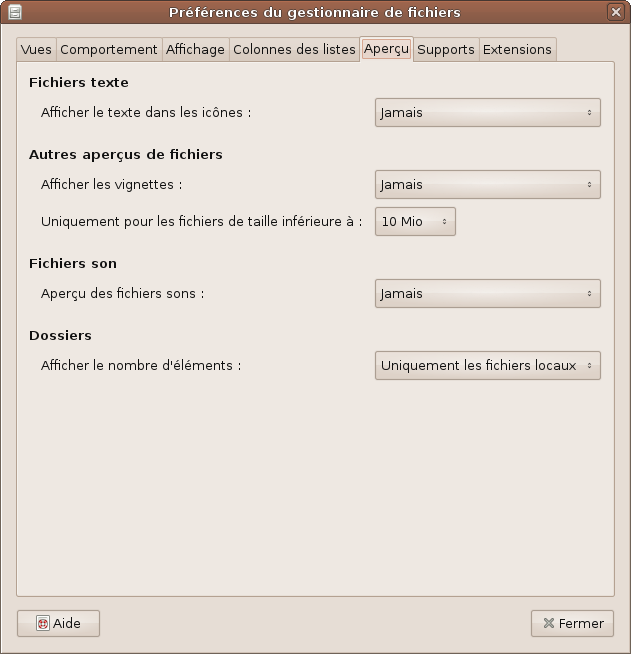 Préférences du gestionnaire de fichiers
Vues Comportement Affichage Colonnes des listes Aperçu Supports Extensions
Fichiers texte
Afficher le texte dans les icônes : Jamais
Autres aperçus de fichiers
Afficher les vignettes : Jamais
Uniquement pour les fichiers de taille inférieure à : 10 Mio
Fichiers son
Aperçu des fichiers sons : Jamais
Dossiers
Afficher le nombre d'éléments : Uniquement les fichiers locaux
Aide Fermer